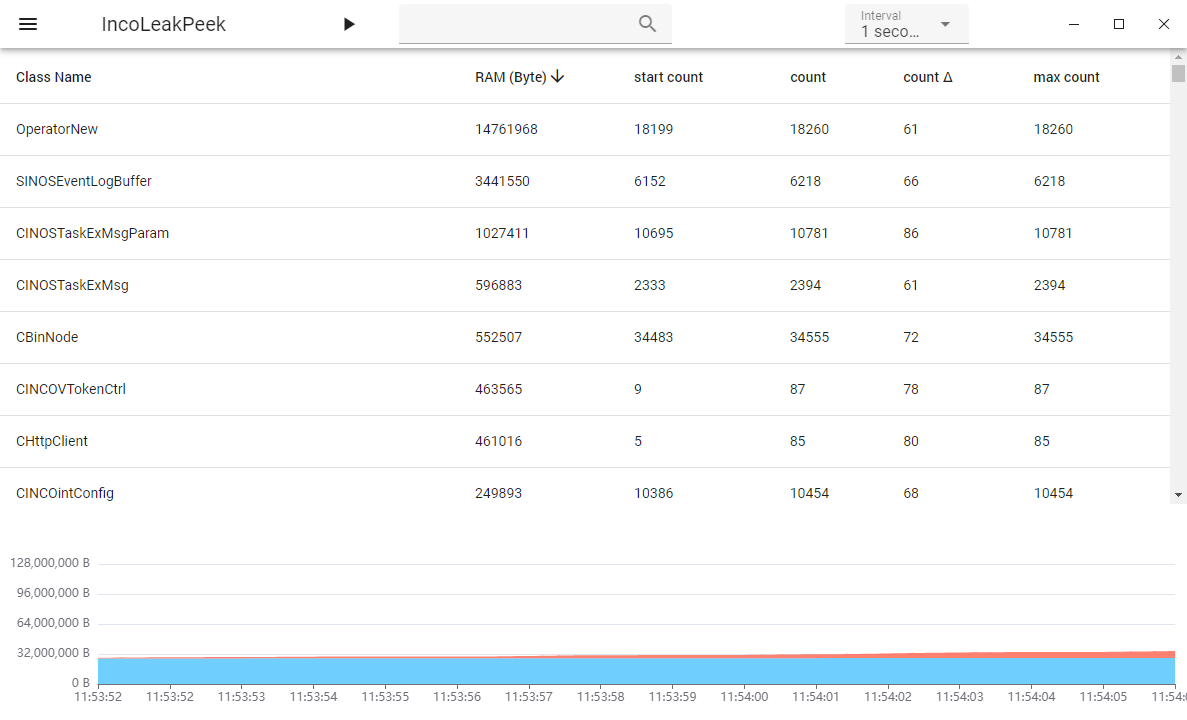 IncoLeakPeek Interval
1 seco...
Class Name RAM (Byte) start count count count Δ max count
OperatorNew 14761968 18199 18260 61 18260
SINOSEventLogBuffer 3441550 6152 6218 66 6218
CINOSTaskExMsgParam 1027411 10695 10781 86 10781
CINOSTaskExMsg 596883 2333 2394 61 2394
CBinNode 552507 34483 34555 72 34555
CINCOVTokenCtrl 463565 9 87 78 87
CHttpClient 461016 5 85 80 85
CINCOintConfig 249893 10386 10454 68 10454
128,000,000 B
96,000,000 B
64,000,000 B
32,000,000 B
0 B
11:53:52 11:53:52 11:53:53 11:53:54 11:53:55 11:53:56 11:53:57 11:53:58 11:53:59 11:54:00 11:54:01 11:54:02 11:54:03 11:54:04 11:54:05 11:54:0